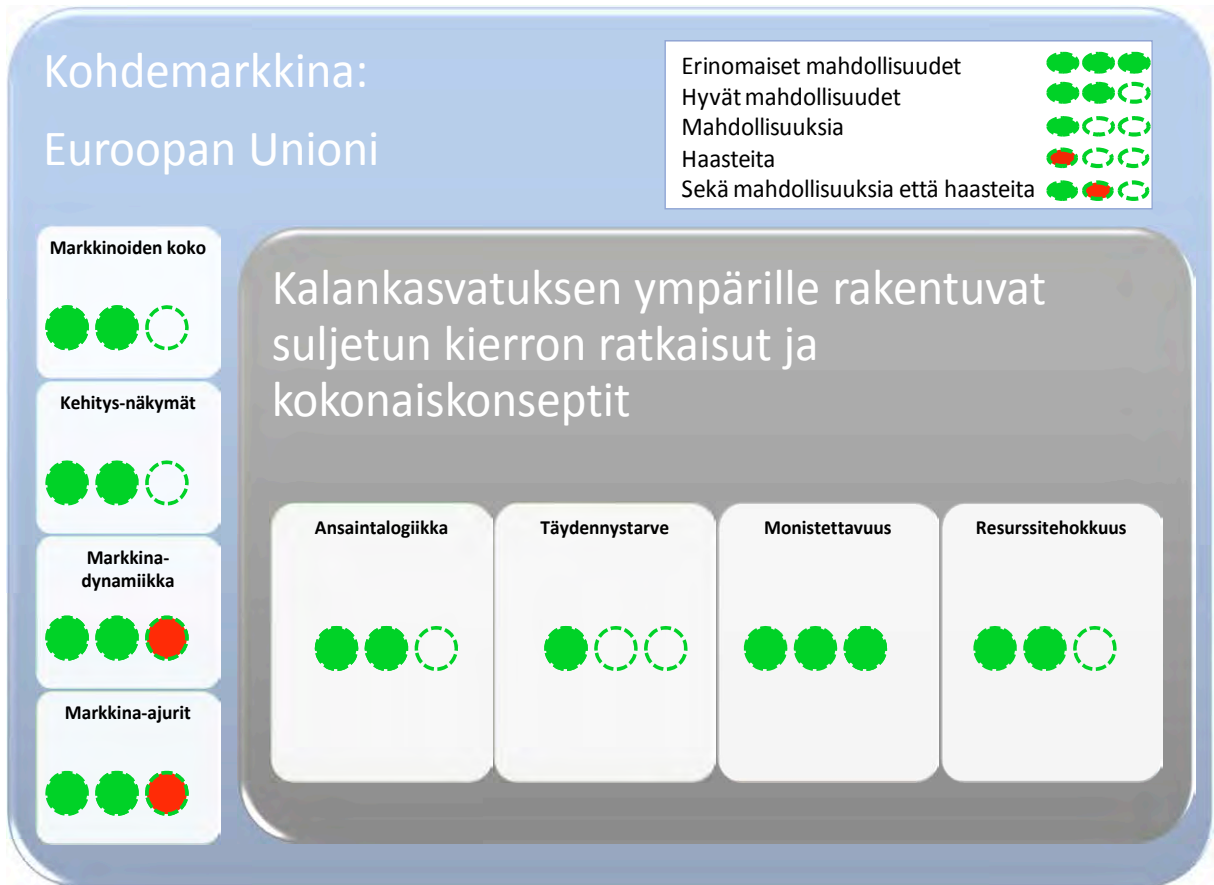 Kohdemarkkina:
Euroopan Unioni
Erinomaiset mahdollisuudet
Hyvät mahdollisuudet
Mahdollisuuksia
Haasteita
Sekä mahdollisuuksia että haasteita
Markkinoiden koko
Kehitys-näkymät
Markkina-
dynamiikka
Markkina-ajurit
Kalankasvatuksen ympärille rakentuvat
suljetun kierron ratkaisut ja
kokonaiskonseptit
Ansaintalogiikka
Täydennystarve
Monistettavuus
Resurssitehokkuus